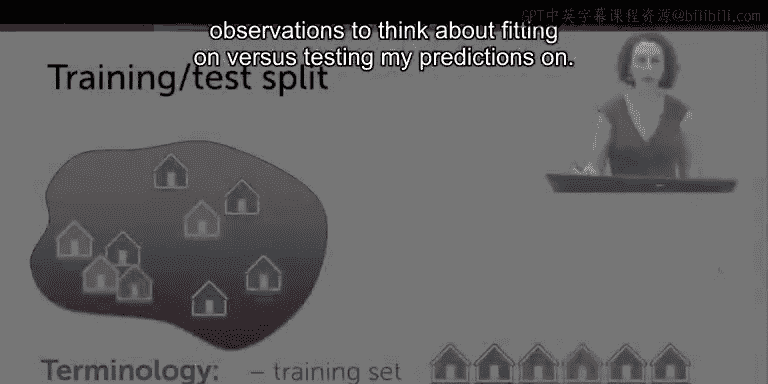 GPT中英字幕课程资源@bilibili.com
observations to think about fitting
on versus testing my predictions on.
Training/test split
Terminology: – training set